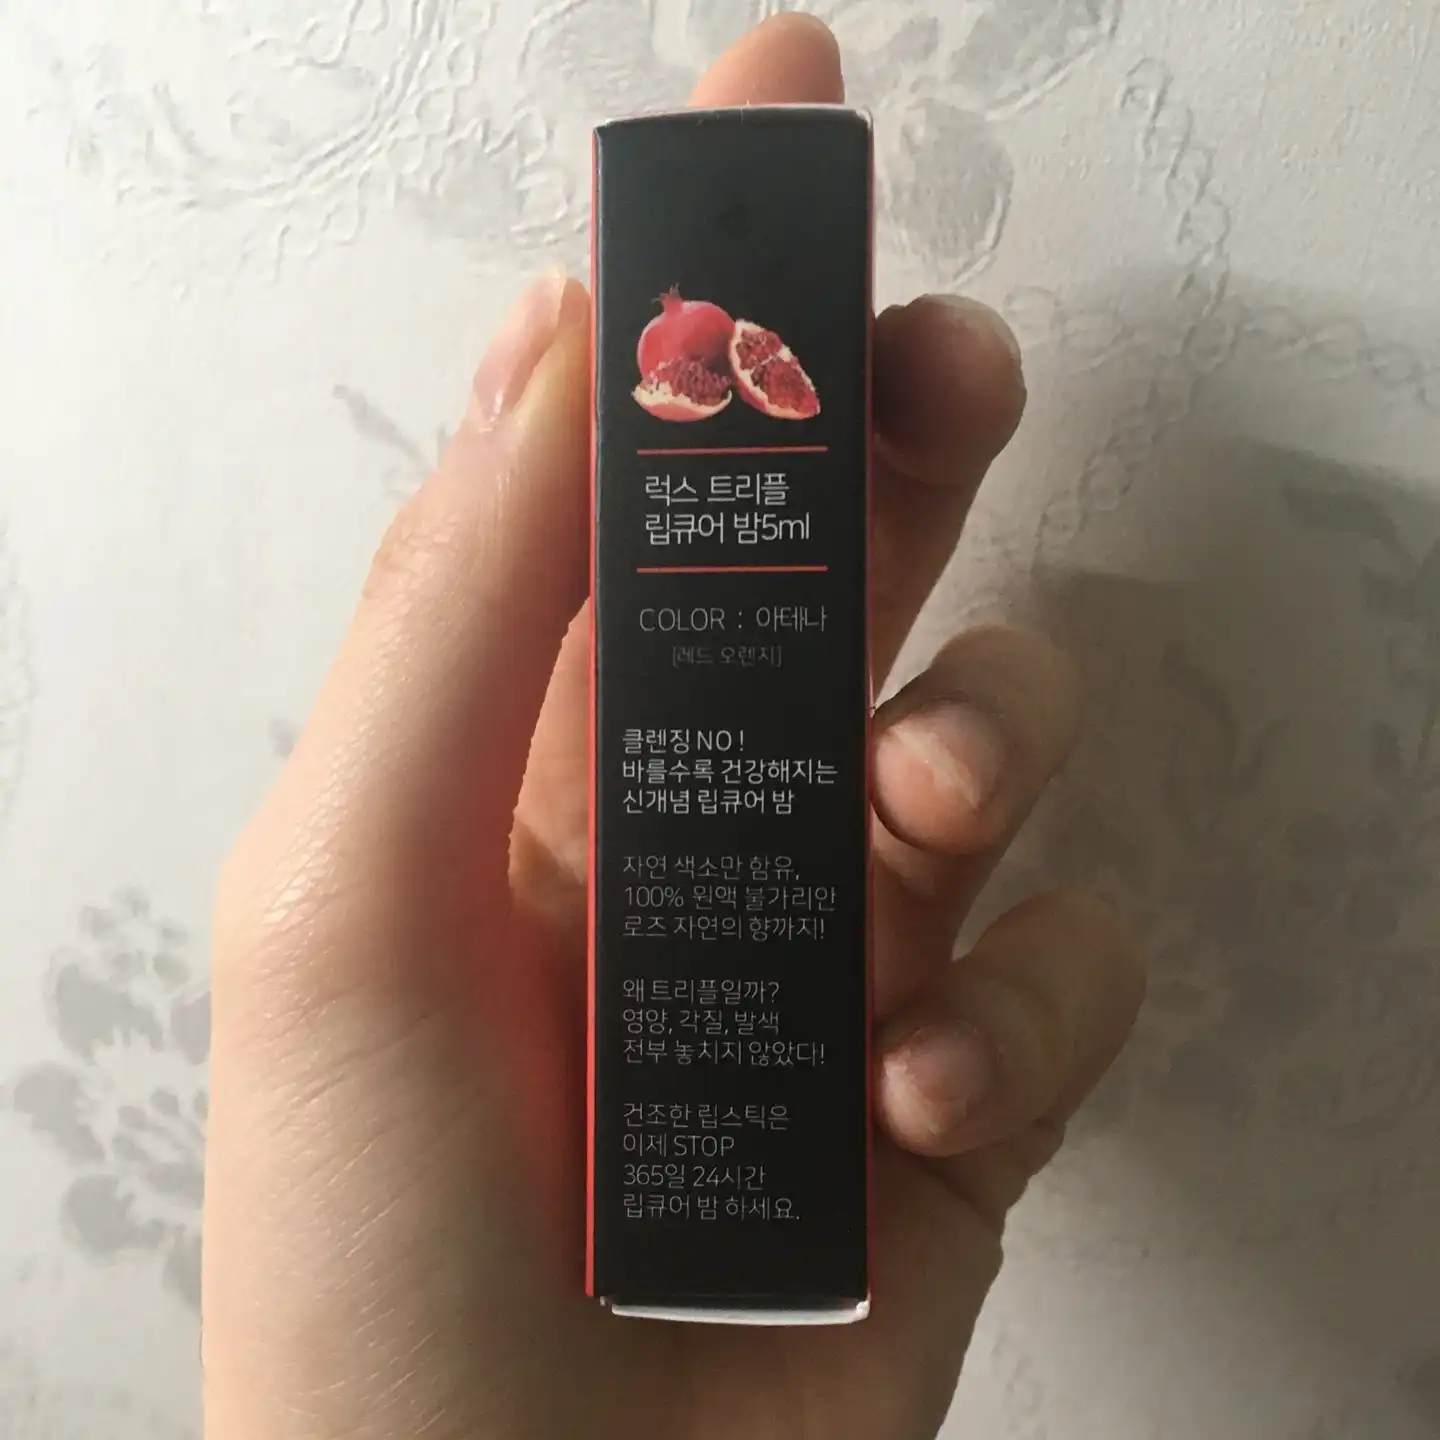 럭스 트리플
립큐어 밤5ml
COLOR : 아테나
[레드 오렌지]
클렌징 NO !
바를수록 건강해지는
신개념 립큐어 밤
자연 색소만 함유,
100% 원액 불가리안
로즈 자연의 향까지!
왜 트리플일까?
영양, 각질, 발색
전부 놓치지 않았다!
건조한 립스틱은
이제 STOP
365일 24시간
립큐어 밤 하세요.